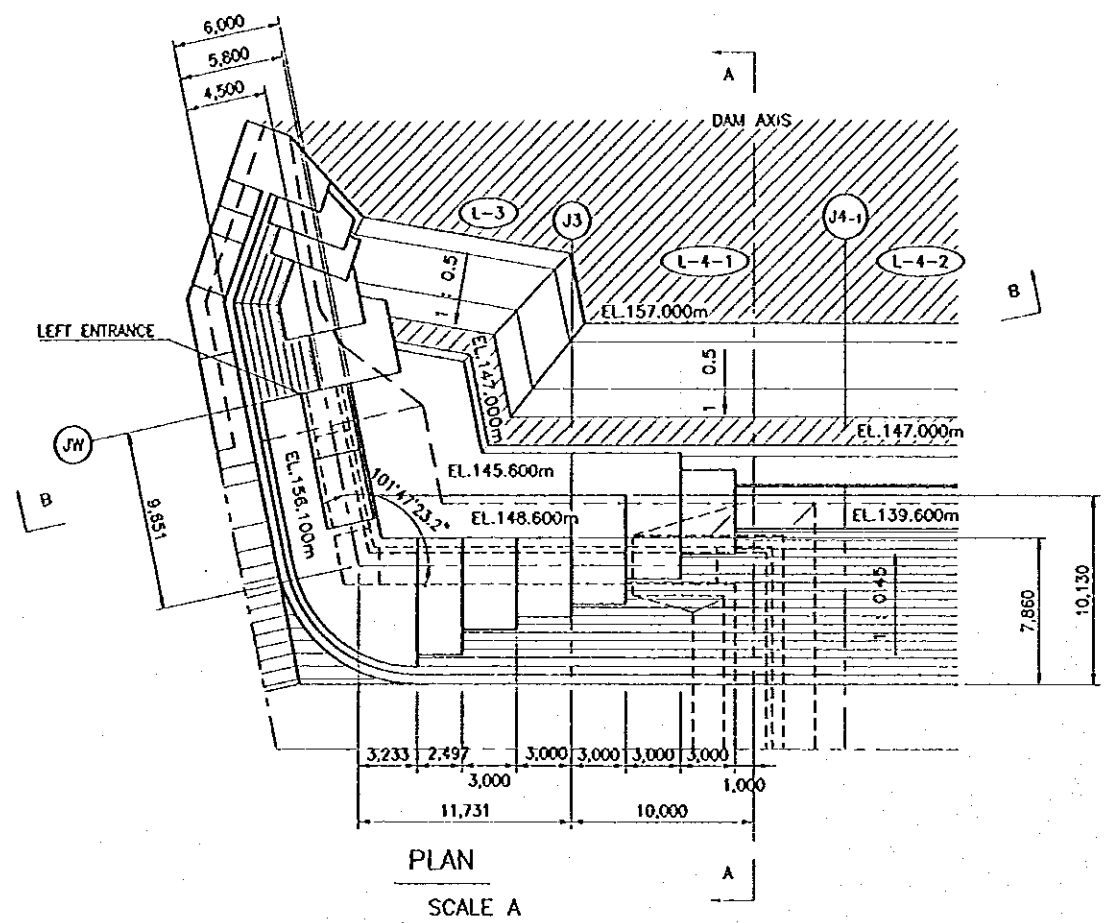 6,000
5,800
4,500
A
DAM AXIS
L-3
J3
J4-1
L-4-1
L-4-2
B
1 : 0.5
EL.157.000m
LEFT ENTRANCE
EL.147.000m
1 : 0.5
EL.147.000m
JW
EL.145.600m
B
EL.156.100m
101°47'23.2"
9,651
EL.148.600m
EL.139.600m
1 : 0.45
7,860
10,130
3,233
2,497
3,000
3,000
3,000
3,000
3,000
1,000
11,731
10,000
PLAN
A
SCALE A